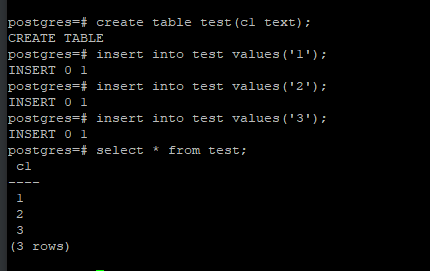 postgres=# create table test(c1 text);
CREATE TABLE
postgres=# insert into test values('1');
INSERT 0 1
postgres=# insert into test values('2');
INSERT 0 1
postgres=# insert into test values('3');
INSERT 0 1
postgres=# select * from test;
 c1
----
 1
 2
 3
(3 rows)